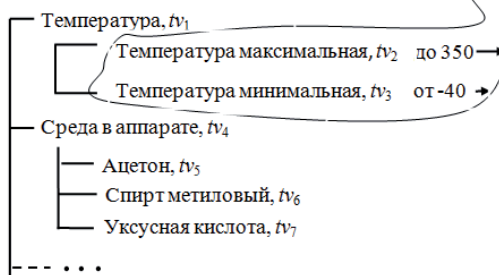 Температура, tv1
Температура максимальная, tv2 до 350
Температура минимальная, tv3 от -40
Среда в аппарате, tv4
Ацетон, tv5
Спирт метиловый, tv6
Уксусная кислота, tv7
...